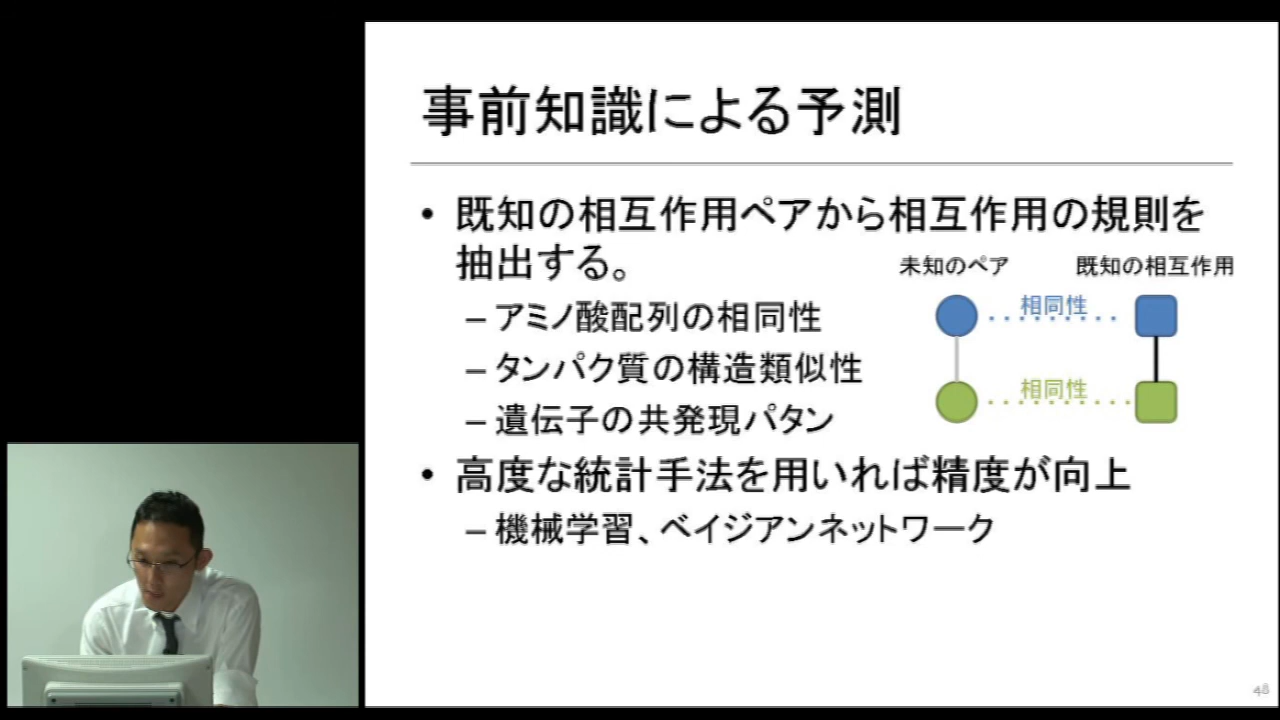 事前知識による予測
• 既知の相互作用ペアから相互作用の規則を
抽出する。
– アミノ酸配列の相同性
– タンパク質の構造類似性
– 遺伝子の共発現パタン
未知のペア
既知の相互作用
相同性
相同性
• 高度な統計手法を用いれば精度が向上
– 機械学習、ベイジアンネットワーク
48